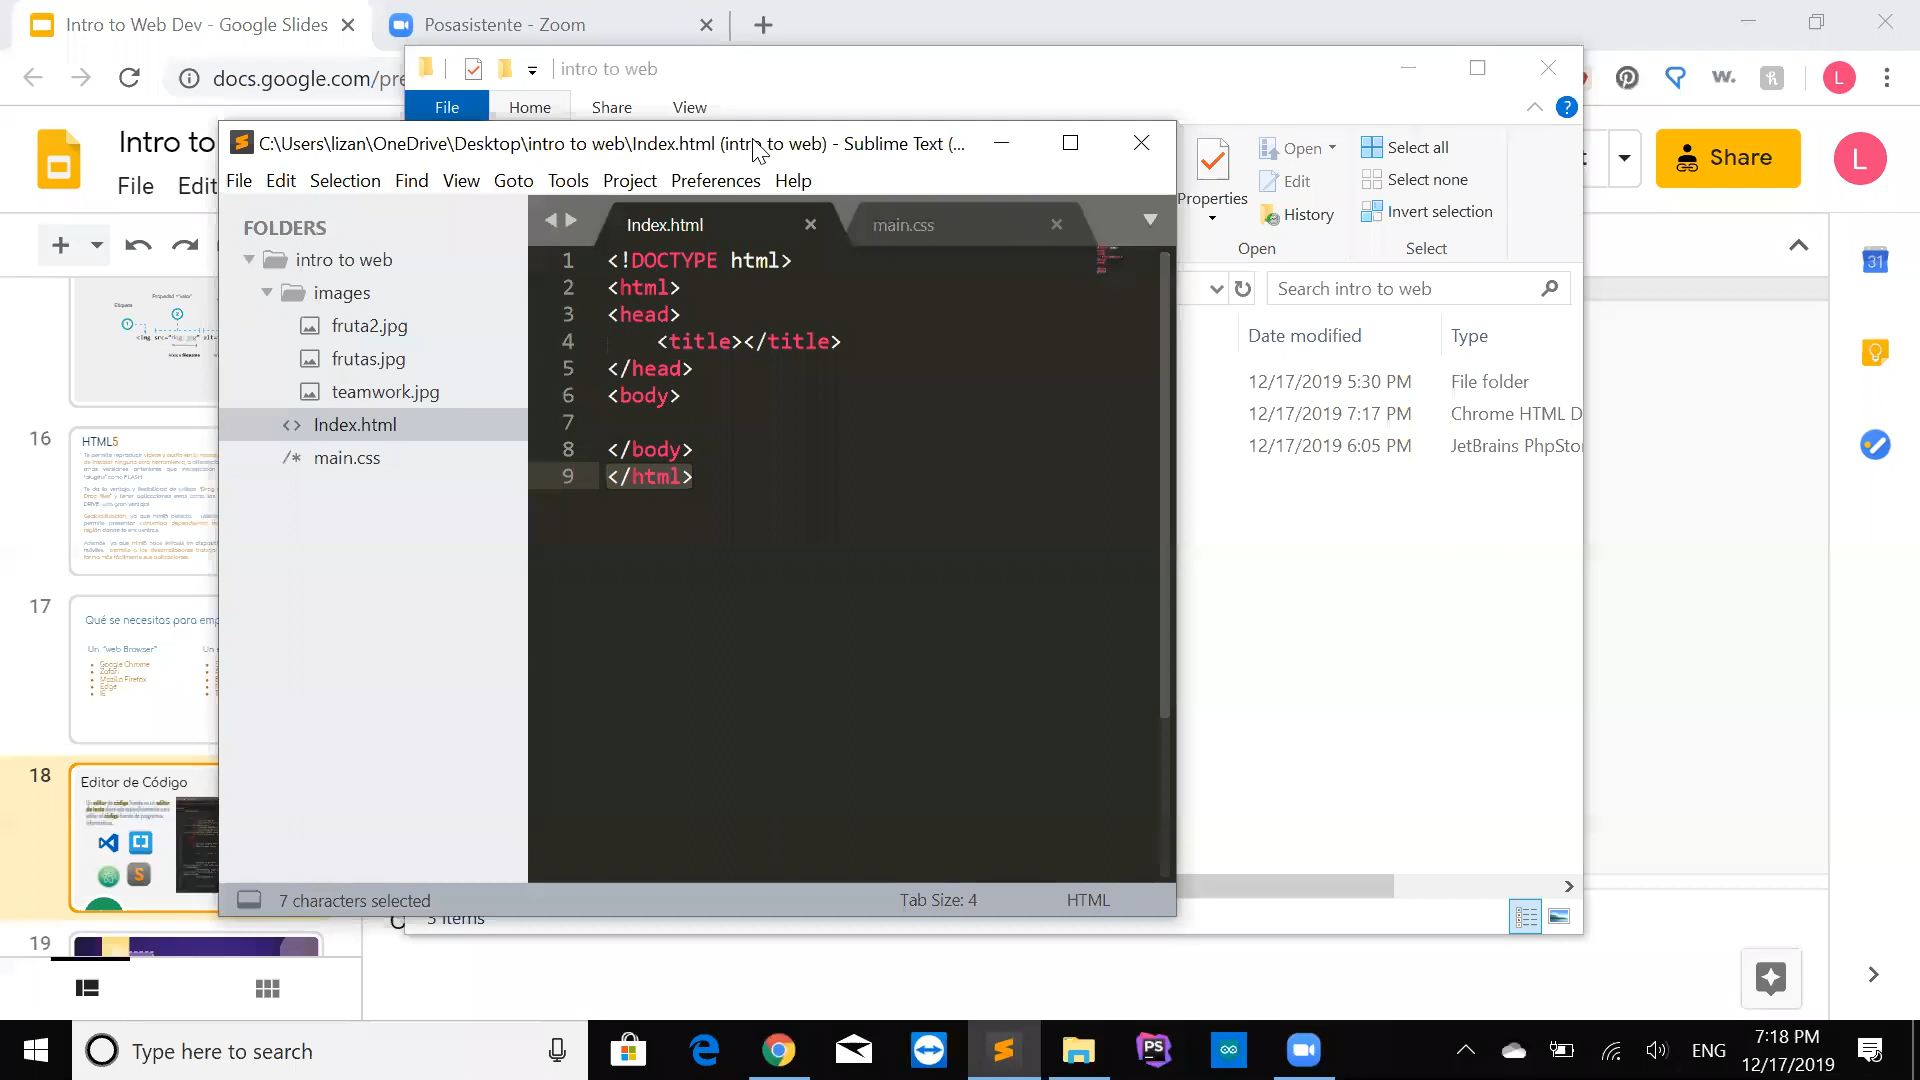 Intro to Web Dev - Google Slides
Posasistente - Zoom
docs.google.com/pre
intro to web
File
Home
Share
View
Intro to
File
Edit
C:\Users\lizan\OneDrive\Desktop\intro to web\Index.html (intro to web) - Sublime Text (...
File Edit Selection Find View Goto Tools Project Preferences Help
Properties
Open
Edit
History
Open
Select all
Select none
Invert selection
Select
Share
L
L
FOLDERS
intro to web
images
fruta2.jpg
frutas.jpg
teamwork.jpg
Index.html
main.css
Index.html
main.css
1 <!DOCTYPE html>
2 <html>
3 <head>
4 <title></title>
5 </head>
6 <body>
7
8 </body>
9 </html>
7 characters selected
Tab Size: 4
HTML
Search intro to web
Date modified
Type
12/17/2019 5:30 PM File folder
12/17/2019 7:17 PM Chrome HTML D
12/17/2019 6:05 PM JetBrains PhpStor
3 items
16
HTML5
17
Qué se necesitas para emp
Un "web Browser"
Google Chrome
Zafari
Mozilla Firefox
Edge
IE
18
Editor de Código
19
31
Type here to search
ENG
7:18 PM
12/17/2019